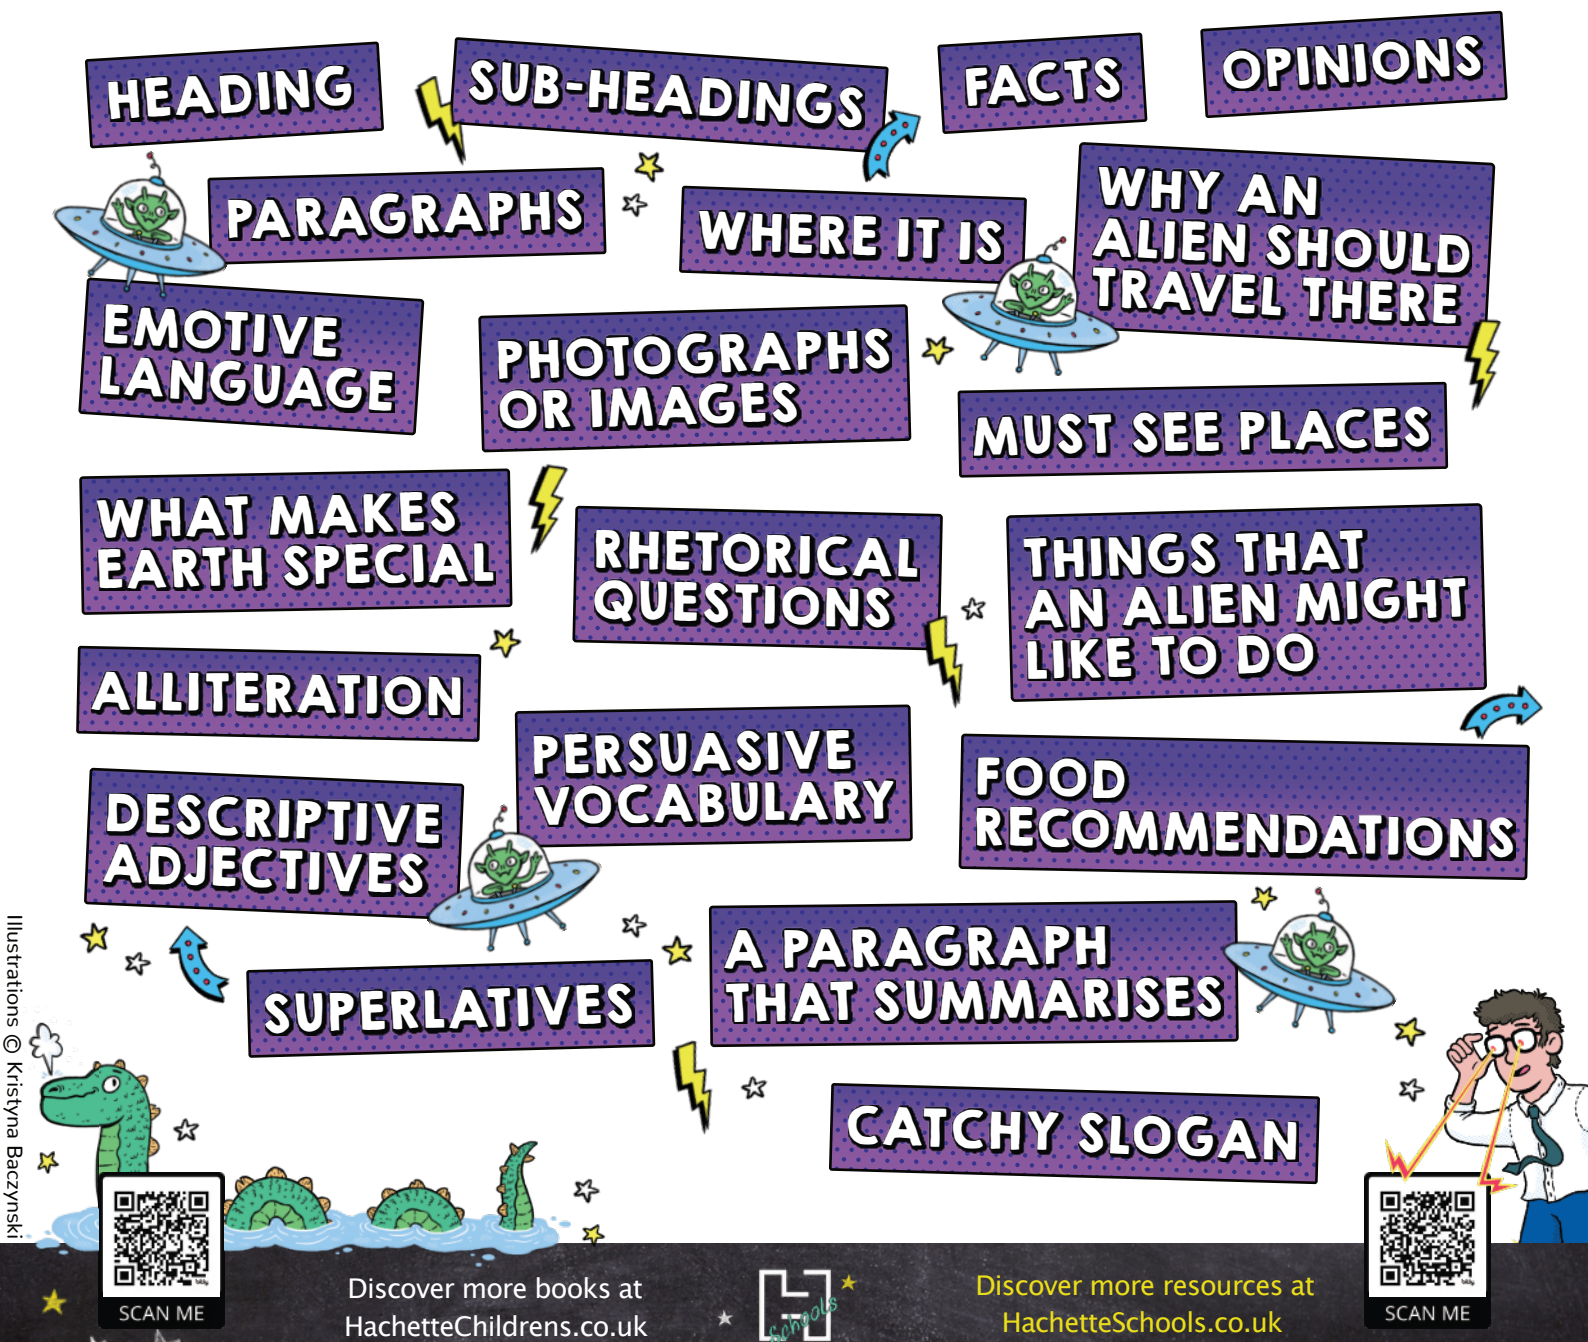 HEADING
SUB-HEADINGS
FACTS
OPINIONS
PARAGRAPHS
WHERE IT IS
WHY AN
ALIEN SHOULD
TRAVEL THERE
EMOTIVE
LANGUAGE
PHOTOGRAPHS
OR IMAGES
MUST SEE PLACES
WHAT MAKES
EARTH SPECIAL
RHETORICAL
QUESTIONS
THINGS THAT
AN ALIEN MIGHT
LIKE TO DO
ALLITERATION
PERSUASIVE
VOCABULARY
FOOD
RECOMMENDATIONS
DESCRIPTIVE
ADJECTIVES
A PARAGRAPH
THAT SUMMARISES
SUPERLATIVES
CATCHY SLOGAN
Illustrations © Kristyna Baczynski
SCAN ME
Discover more books at
HachetteChildrens.co.uk
H
Schools
Discover more resources at
HachetteSchools.co.uk
SCAN ME